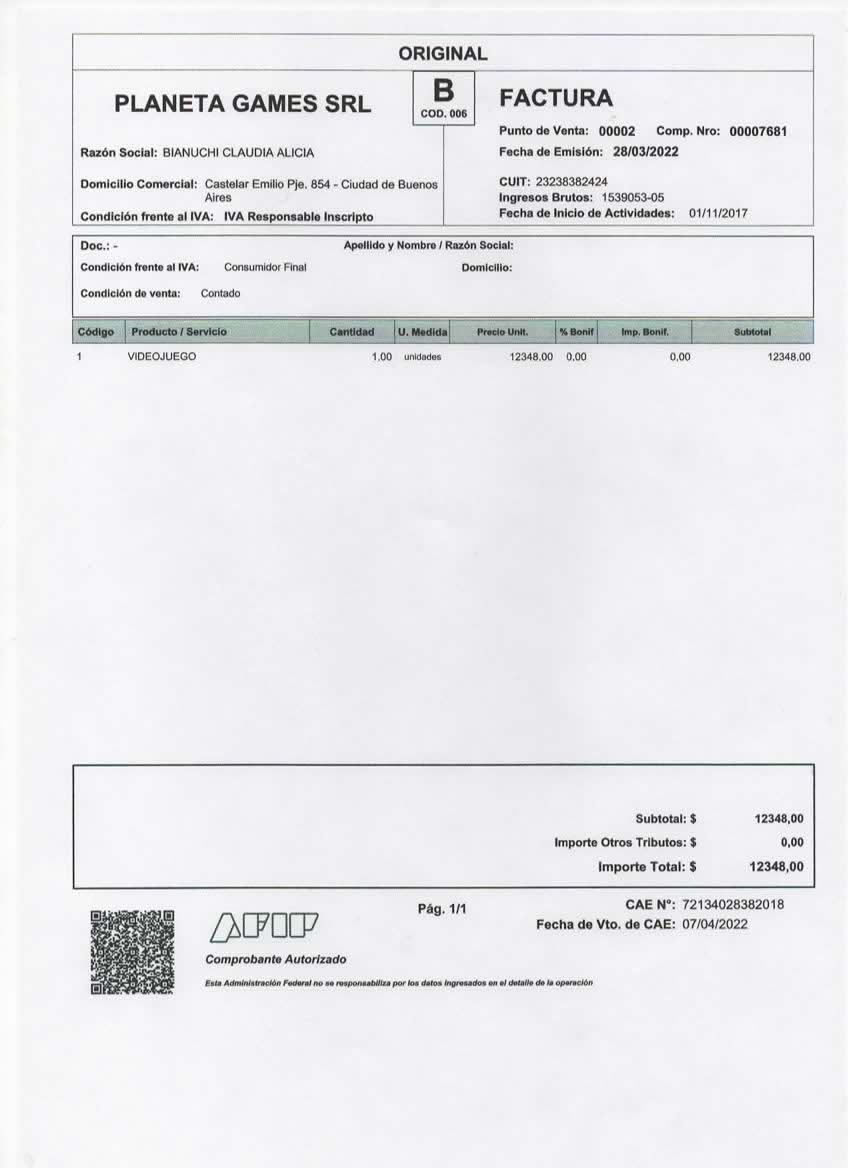 ORIGINAL
PLANETA GAMES SRL
B
COD. 006
FACTURA
Punto de Venta: 00002 Comp. Nro: 00007681
Razón Social: BIANUCHI CLAUDIA ALICIA
Fecha de Emisión: 28/03/2022
Domicilio Comercial: Castelar Emilio Pje. 854 - Ciudad de Buenos
Aires
CUIT: 23238382424
Ingresos Brutos: 1539053-05
Condición frente al IVA: IVA Responsable Inscripto
Fecha de Inicio de Actividades: 01/11/2017
Doc.: - Apellido y Nombre / Razón Social:
Condición frente al IVA: Consumidor Final Domicilio:
Condición de venta: Contado
Código Producto / Servicio Cantidad U. Medida Precio Unit. % Bonif Imp. Bonif. Subtotal
1 VIDEOJUEGO 1,00 unidades 12348,00 0,00 0,00 12348,00
Subtotal: $ 12348,00
Importe Otros Tributos: $ 0,00
Importe Total: $ 12348,00
AFIP
Pág. 1/1
CAE N°: 72134028382018
Fecha de Vto. de CAE: 07/04/2022
Comprobante Autorizado
Esta Administración Federal no se responsabiliza por los datos ingresados en el detalle de la operación